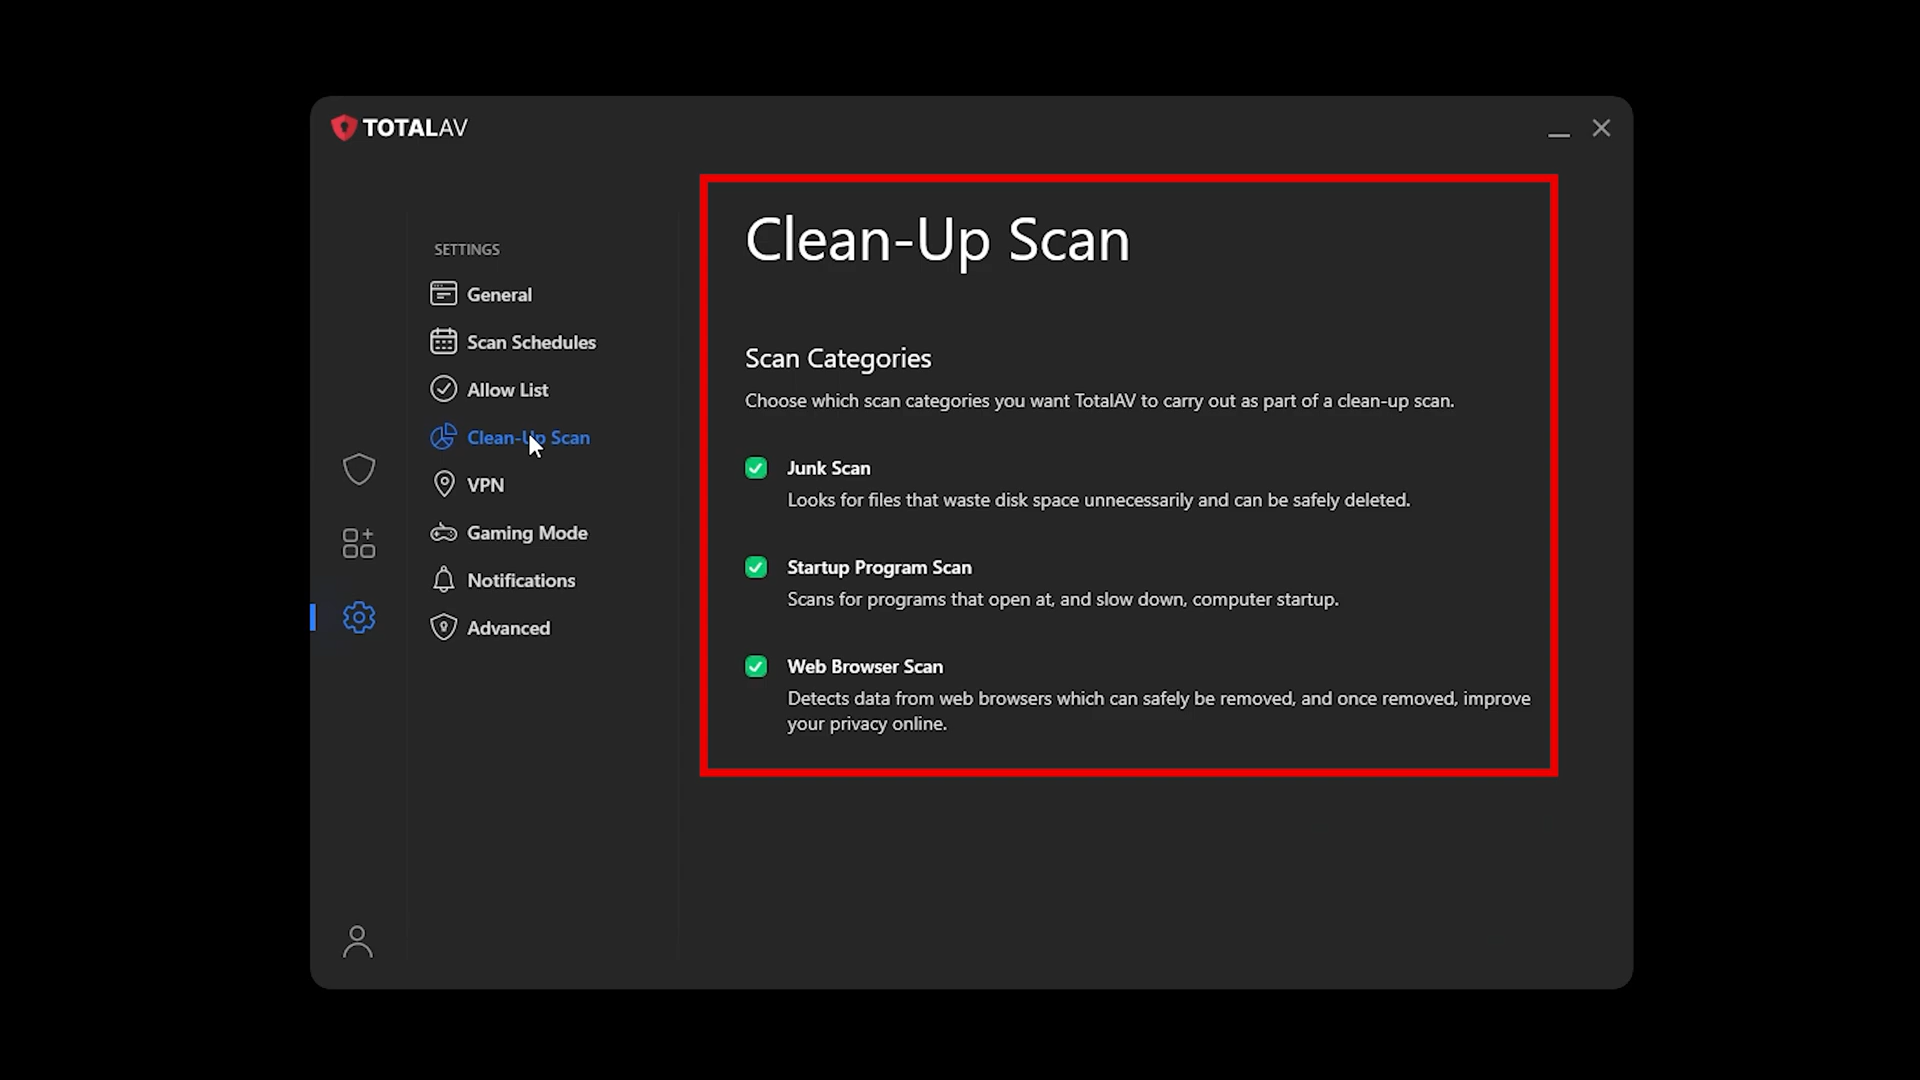 TOTALAV
SETTINGS
General
Scan Schedules
Allow List
Clean-Up Scan
VPN
Gaming Mode
Notifications
Advanced
Clean-Up Scan
Scan Categories
Choose which scan categories you want TotalAV to carry out as part of a clean-up scan.
Junk Scan
Looks for files that waste disk space unnecessarily and can be safely deleted.
Startup Program Scan
Scans for programs that open at, and slow down, computer startup.
Web Browser Scan
Detects data from web browsers which can safely be removed, and once removed, improve
your privacy online.